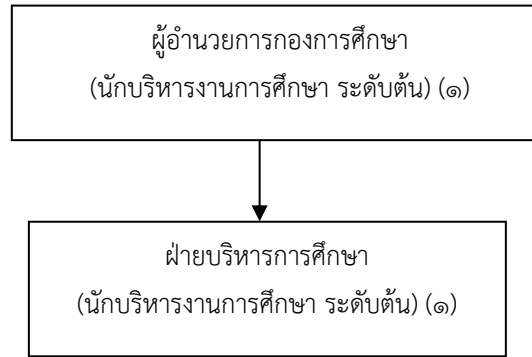 ผู้อำนวยการกองการศึกษา
(นักบริหารงานการศึกษา ระดับต้น) (๑)
ฝ่ายบริหารการศึกษา
(นักบริหารงานการศึกษา ระดับต้น) (๑)